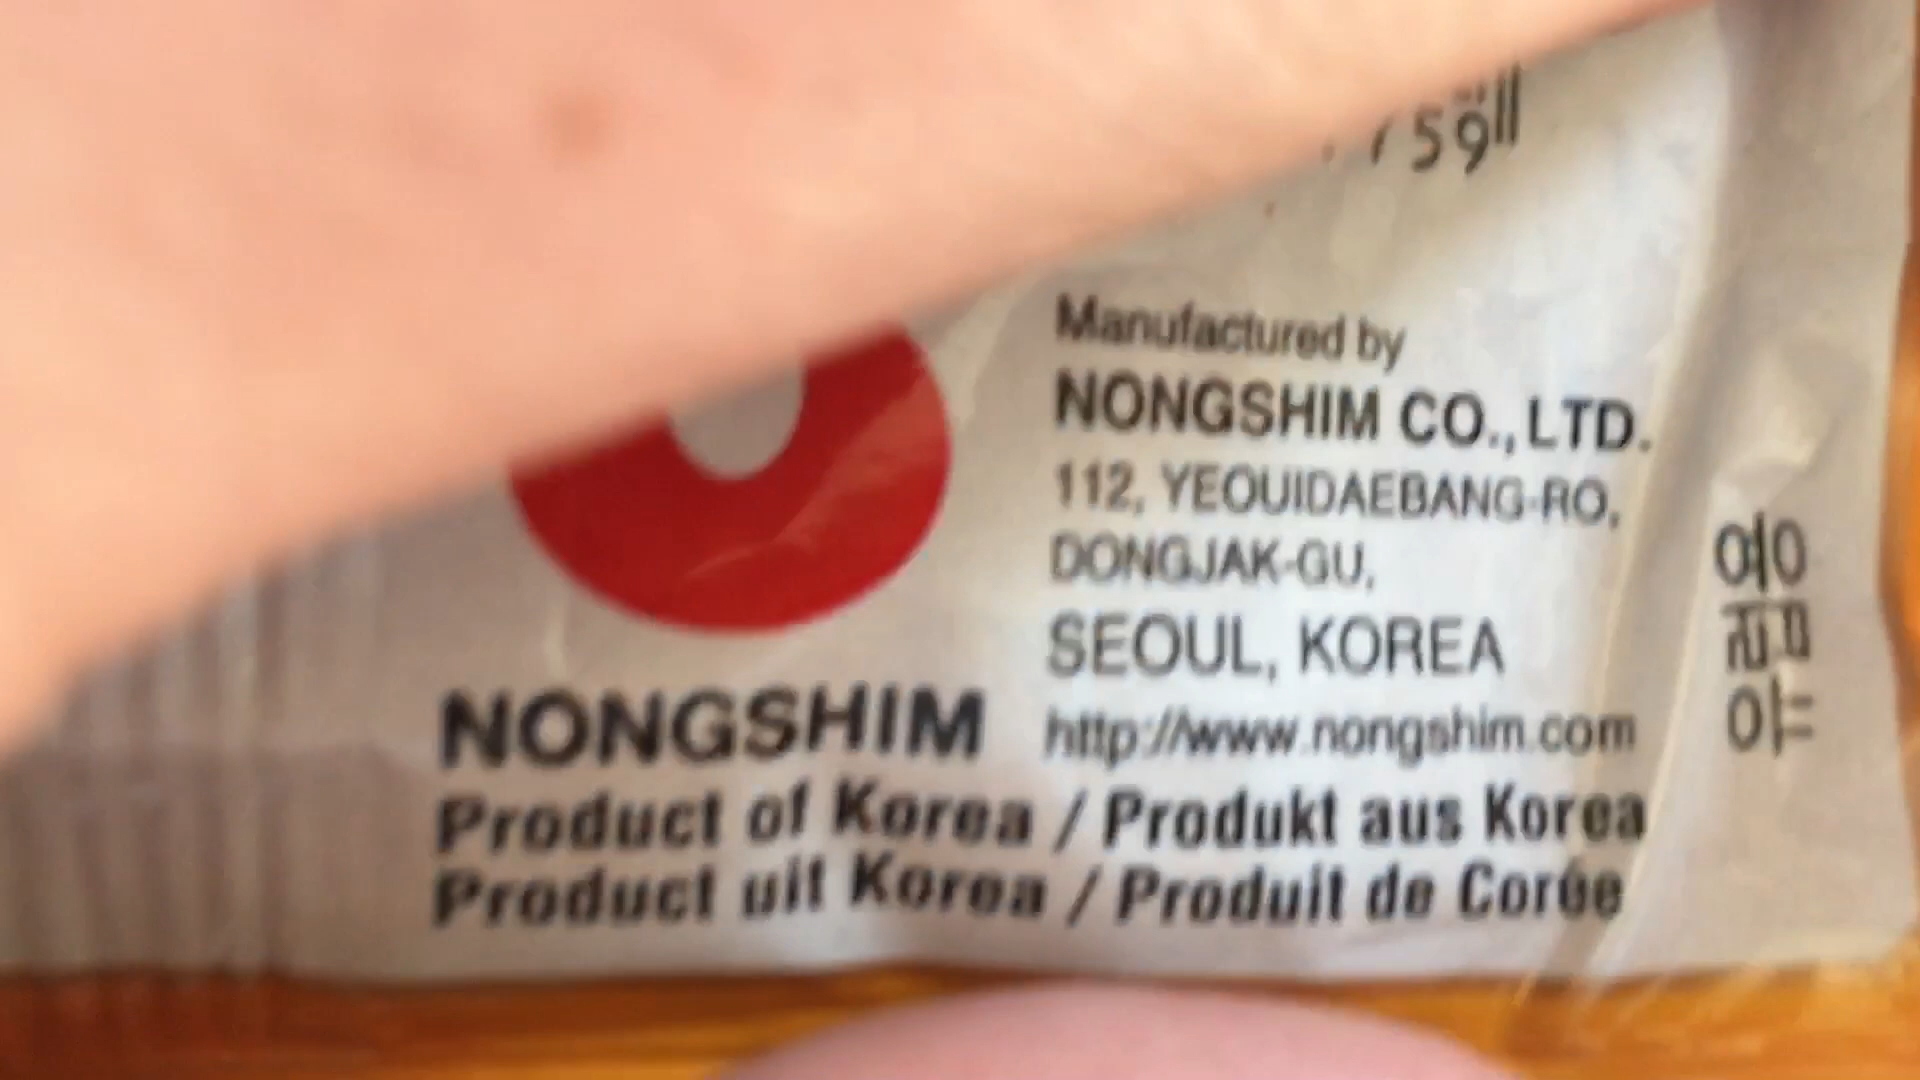 759
Manufactured by
NONGSHIM CO., LTD.
112, YEOUIDAEBANG-RO,
DONGJAK-GU,
SEOUL, KOREA
http://www.nongshim.com
NONGSHIM
Product of Korea / Produkt aus Korea
Product uit Korea / Produit de Corée